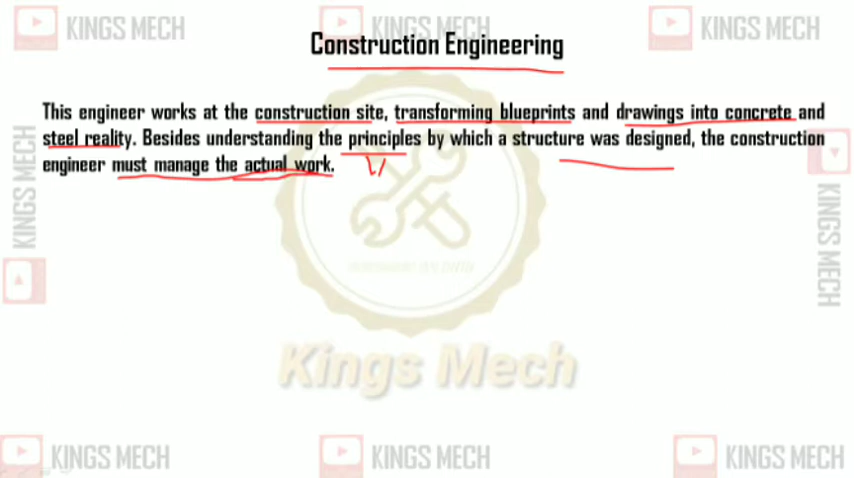 KINGS MECH KINGS MECH KINGS MECH
Construction Engineering
This engineer works at the construction site, transforming blueprints and drawings into concrete and
steel reality. Besides understanding the principles by which a structure was designed, the construction
engineer must manage the actual work.
KINGS MECH
KINGS MECH
Kings Mech
KINGS MECH KINGS MECH KINGS MECH